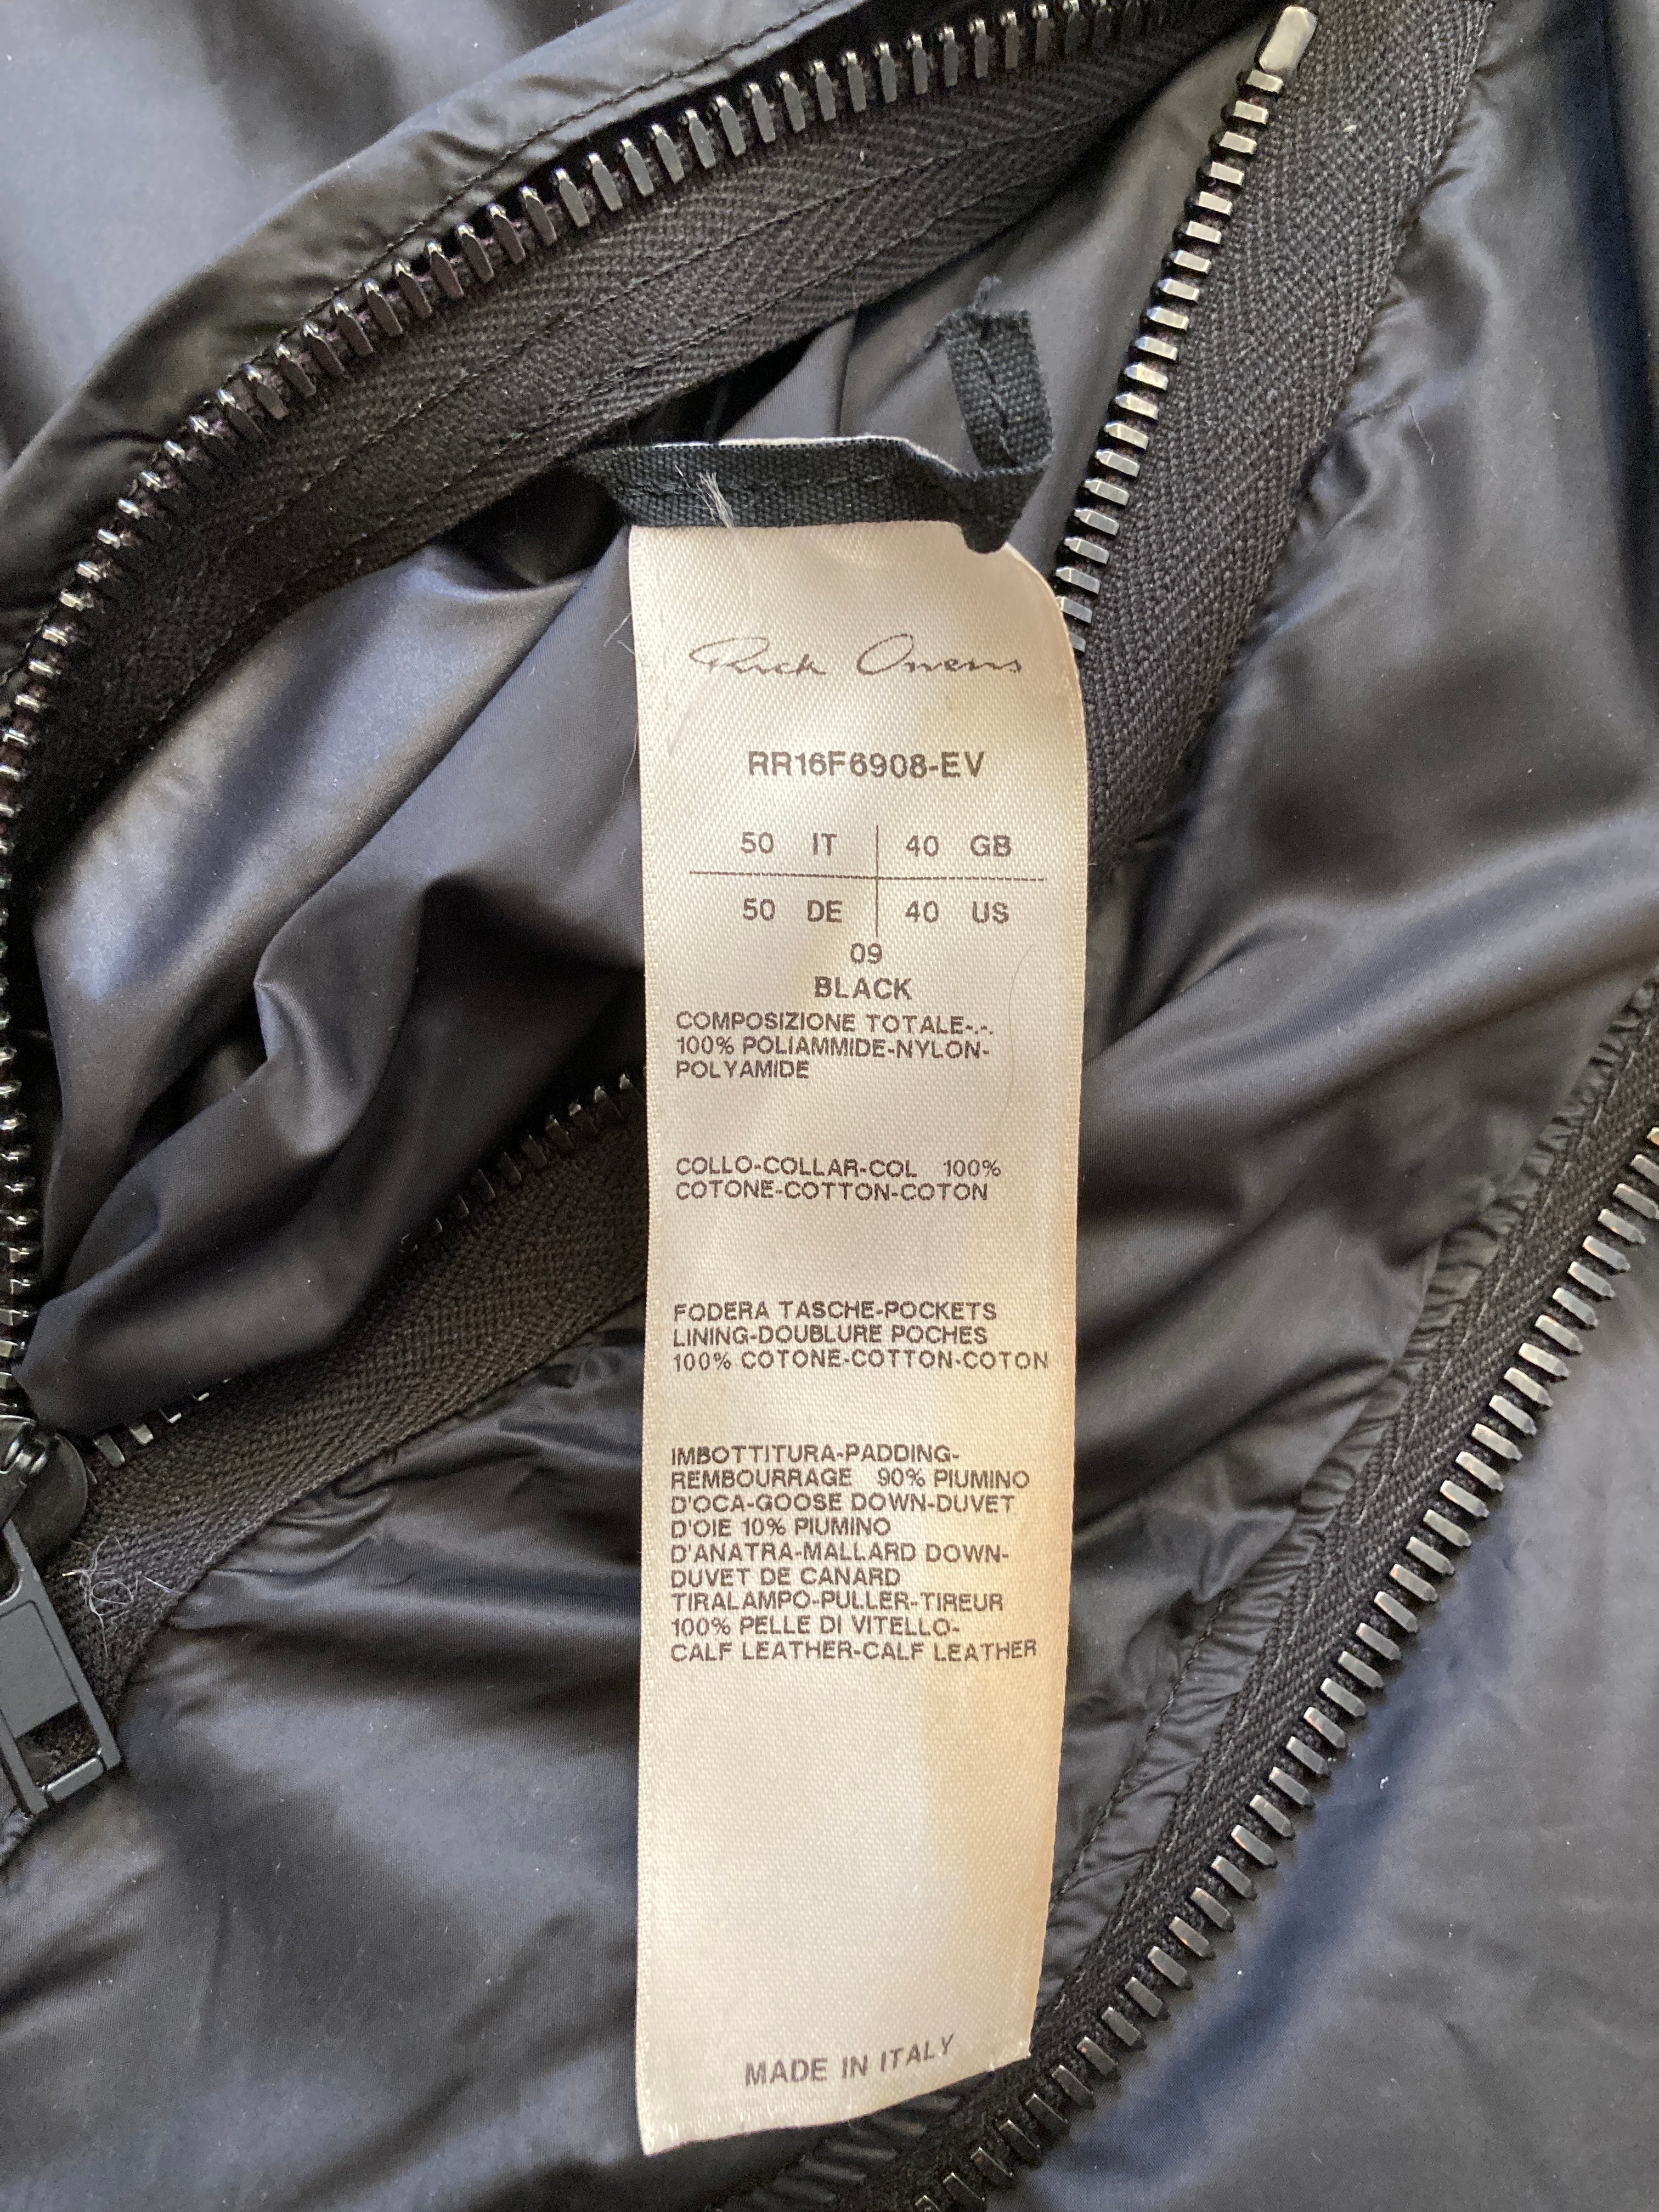 Rick Owens
RR16F6908-EV
50 IT 40 GB
50 DE 40 US
09
BLACK
COMPOSIZIONE TOTALE-.-.
100% POLIAMMIDE-NYLON-
POLYAMIDE
COLLO-COLLAR-COL 100%
COTONE-COTTON-COTON
FODERA TASCHE-POCKETS
LINING-DOUBLURE POCHES
100% COTONE-COTTON-COTON
IMBOTTITURA-PADDING-
REMBOURRAGE 90% PIUMINO
D'OCA-GOOSE DOWN-DUVET
D'OIE 10% PIUMINO
D'ANATRA-MALLARD DOWN-
DUVET DE CANARD
TIRALAMPO-PULLER-TIREUR
100% PELLE DI VITELLO-
CALF LEATHER-CALF LEATHER
MADE IN ITALY